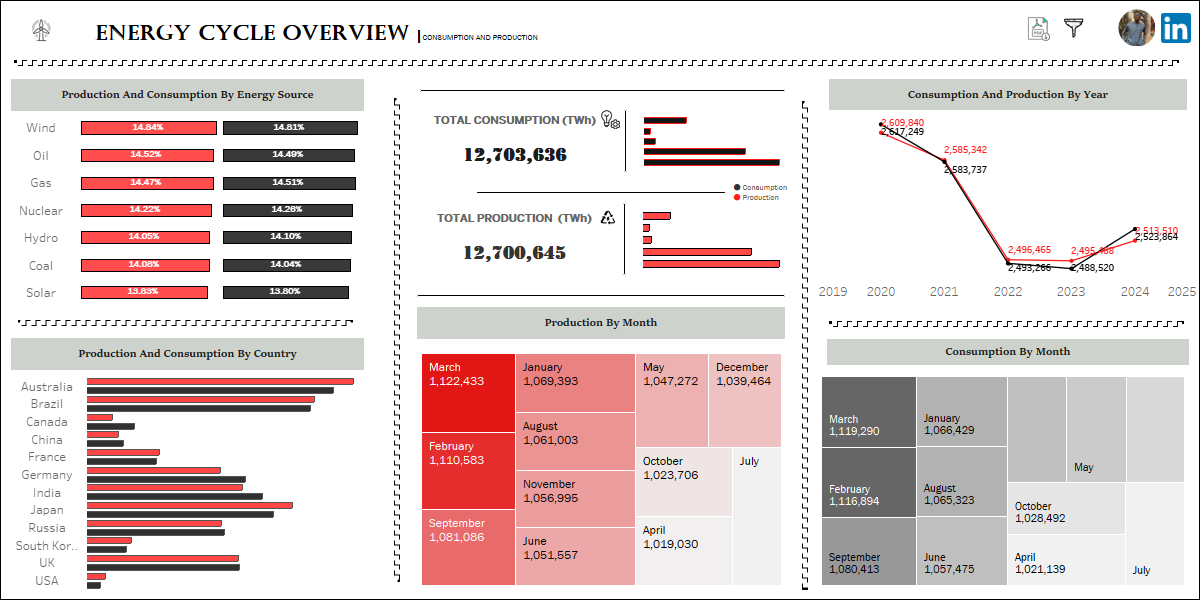 ENERGY CYCLE OVERVIEW | CONSUMPTION AND PRODUCTION
PDF
in
Production And Consumption By Energy Source
Wind 14.84% 14.81%
Oil 14.52% 14.49%
Gas 14.47% 14.51%
Nuclear 14.22% 14.26%
Hydro 14.05% 14.10%
Coal 14.08% 14.04%
Solar 13.83% 13.80%
Production And Consumption By Country
Australia
Brazil
Canada
China
France
Germany
India
Japan
Russia
South Kor..
UK
USA
TOTAL CONSUMPTION (TWh)
12,703,636
Consumption
Production
TOTAL PRODUCTION (TWh)
12,700,645
Production By Month
March
1,122,433
February
1,110,583
September
1,081,086
January
1,069,393
August
1,061,003
November
1,056,995
June
1,051,557
May
1,047,272
December
1,039,464
October
1,023,706
April
1,019,030
July
Consumption And Production By Year
2,609,840
2,617,249
2,585,342
2,583,737
2,496,465
2,493,266
2,488,520
2,513,510
2,523,864
2019 2020 2021 2022 2023 2024 2025
Consumption By Month
March
1,119,290
February
1,116,894
September
1,080,413
January
1,066,429
August
1,065,323
June
1,057,475
May
October
1,028,492
April
1,021,139
July